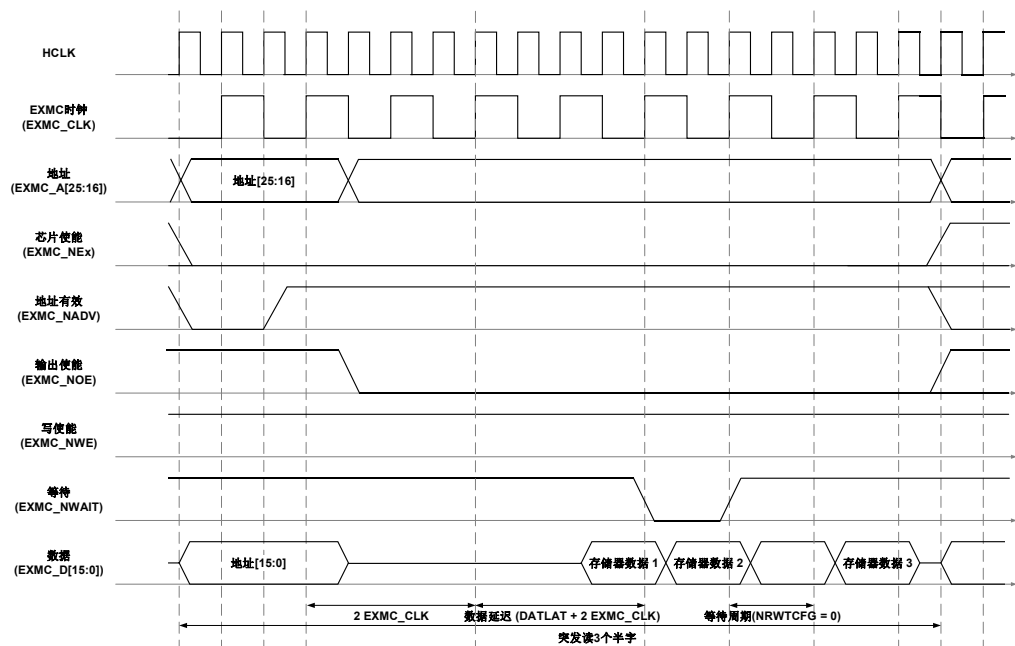 HCLK
EXMC时钟
(EXMC_CLK)
地址
(EXMC_A[25:16])
地址[25:16]
芯片使能
(EXMC_NEx)
地址有效
(EXMC_NADV)
输出使能
(EXMC_NOE)
写使能
(EXMC_NWE)
等待
(EXMC_NWAIT)
数据
(EXMC_D[15:0])
地址[15:0]
存储器数据 1
存储器数据 2
存储器数据 3
2 EXMC_CLK
数据延迟 (DATLAT + 2 EXMC_CLK)
等待周期(NRWTCFG = 0)
突发读3个半字